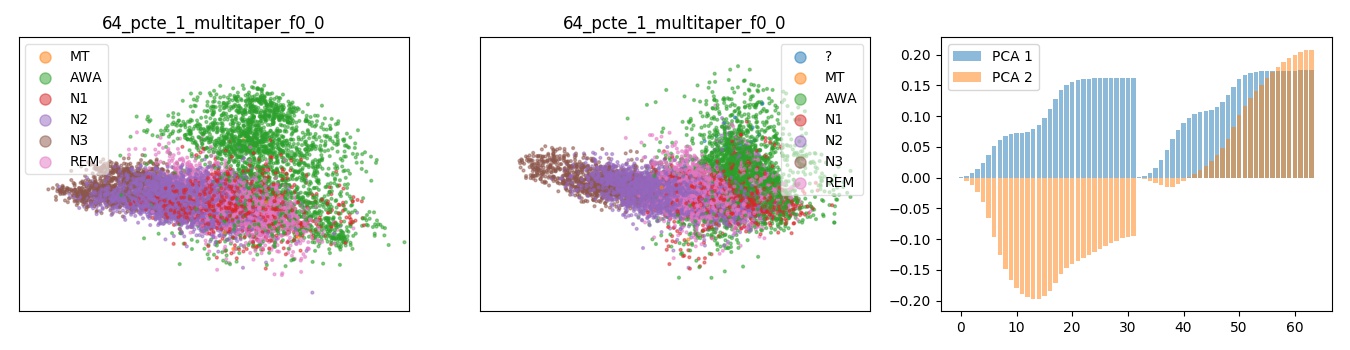 64_pcte_1_multitaper_f0_0
MT
AWA
N1
N2
N3
REM
64_pcte_1_multitaper_f0_0
?
MT
AWA
N1
N2
N3
REM
PCA 1
PCA 2
0.20
0.15
0.10
0.05
0.00
−0.05
−0.10
−0.15
−0.20
0 10 20 30 40 50 60